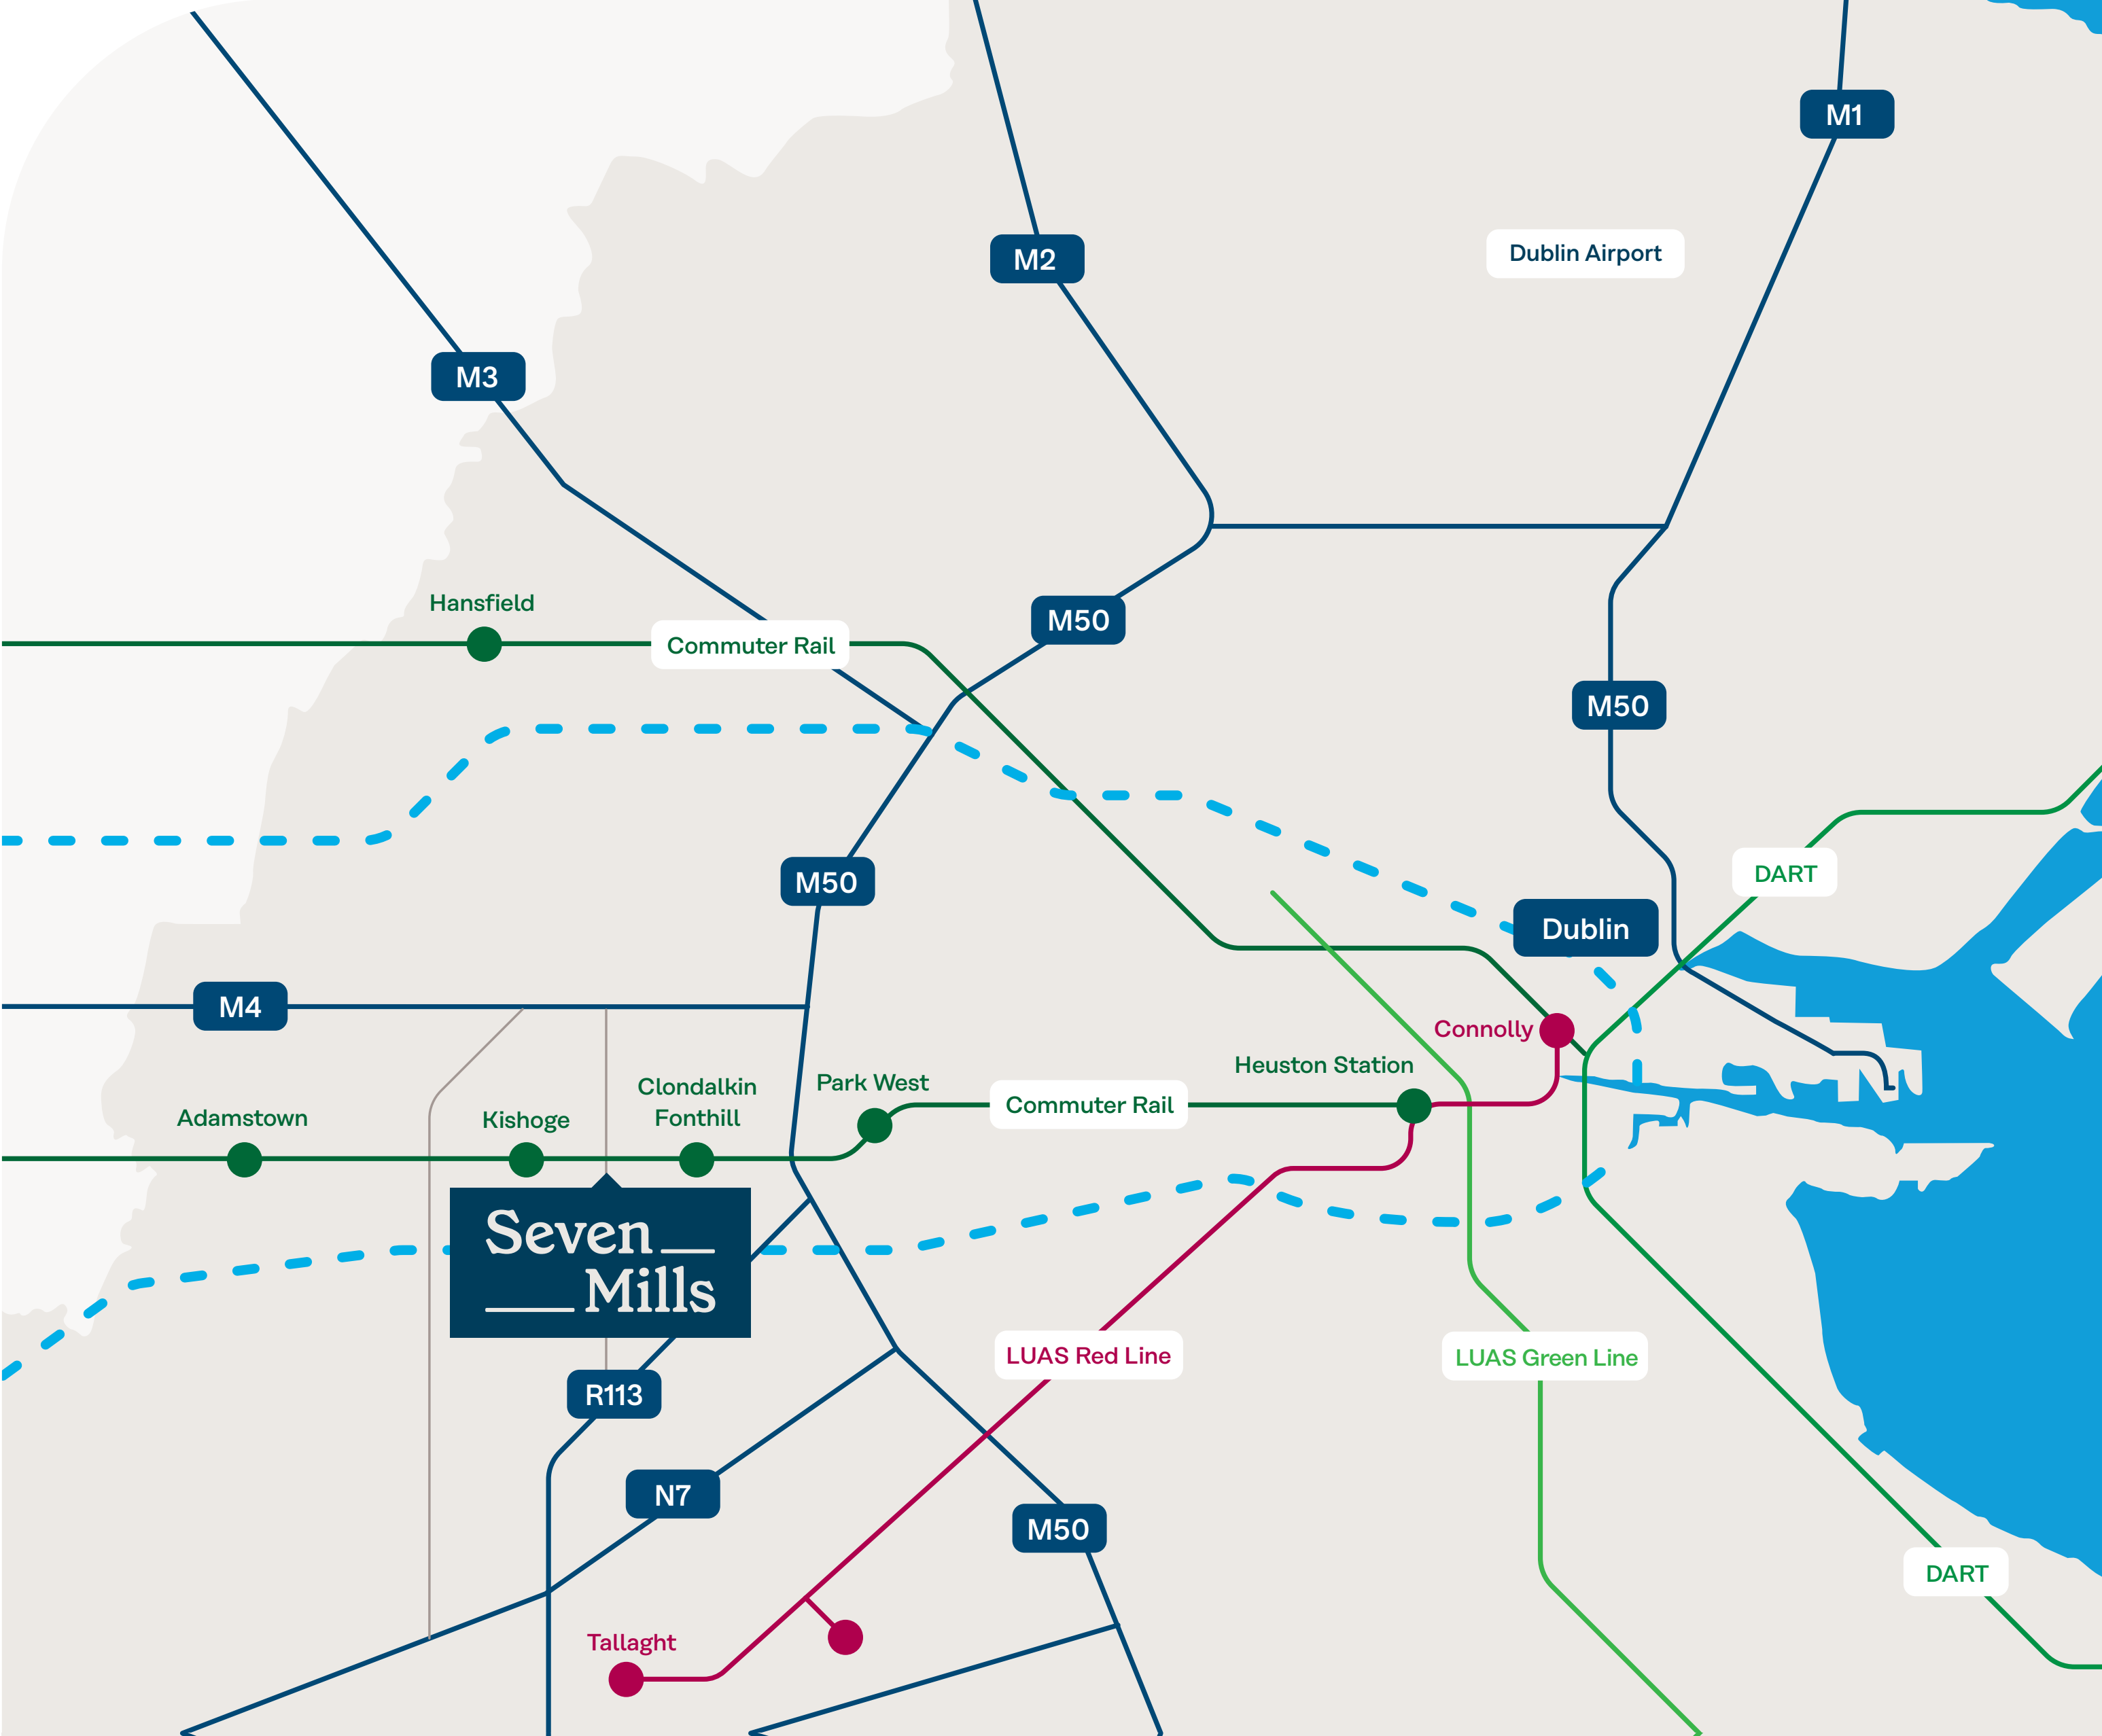 M1
Dublin Airport
M2
M3
Hansfield
M50
Commuter Rail
M50
DART
M50
Dublin
M4
Connolly
Heuston Station
Park West
Clondalkin
Fonthill
Commuter Rail
Adamstown
Kishoge
Seven
Mills
LUAS Red Line
LUAS Green Line
R113
N7
M50
DART
Tallaght